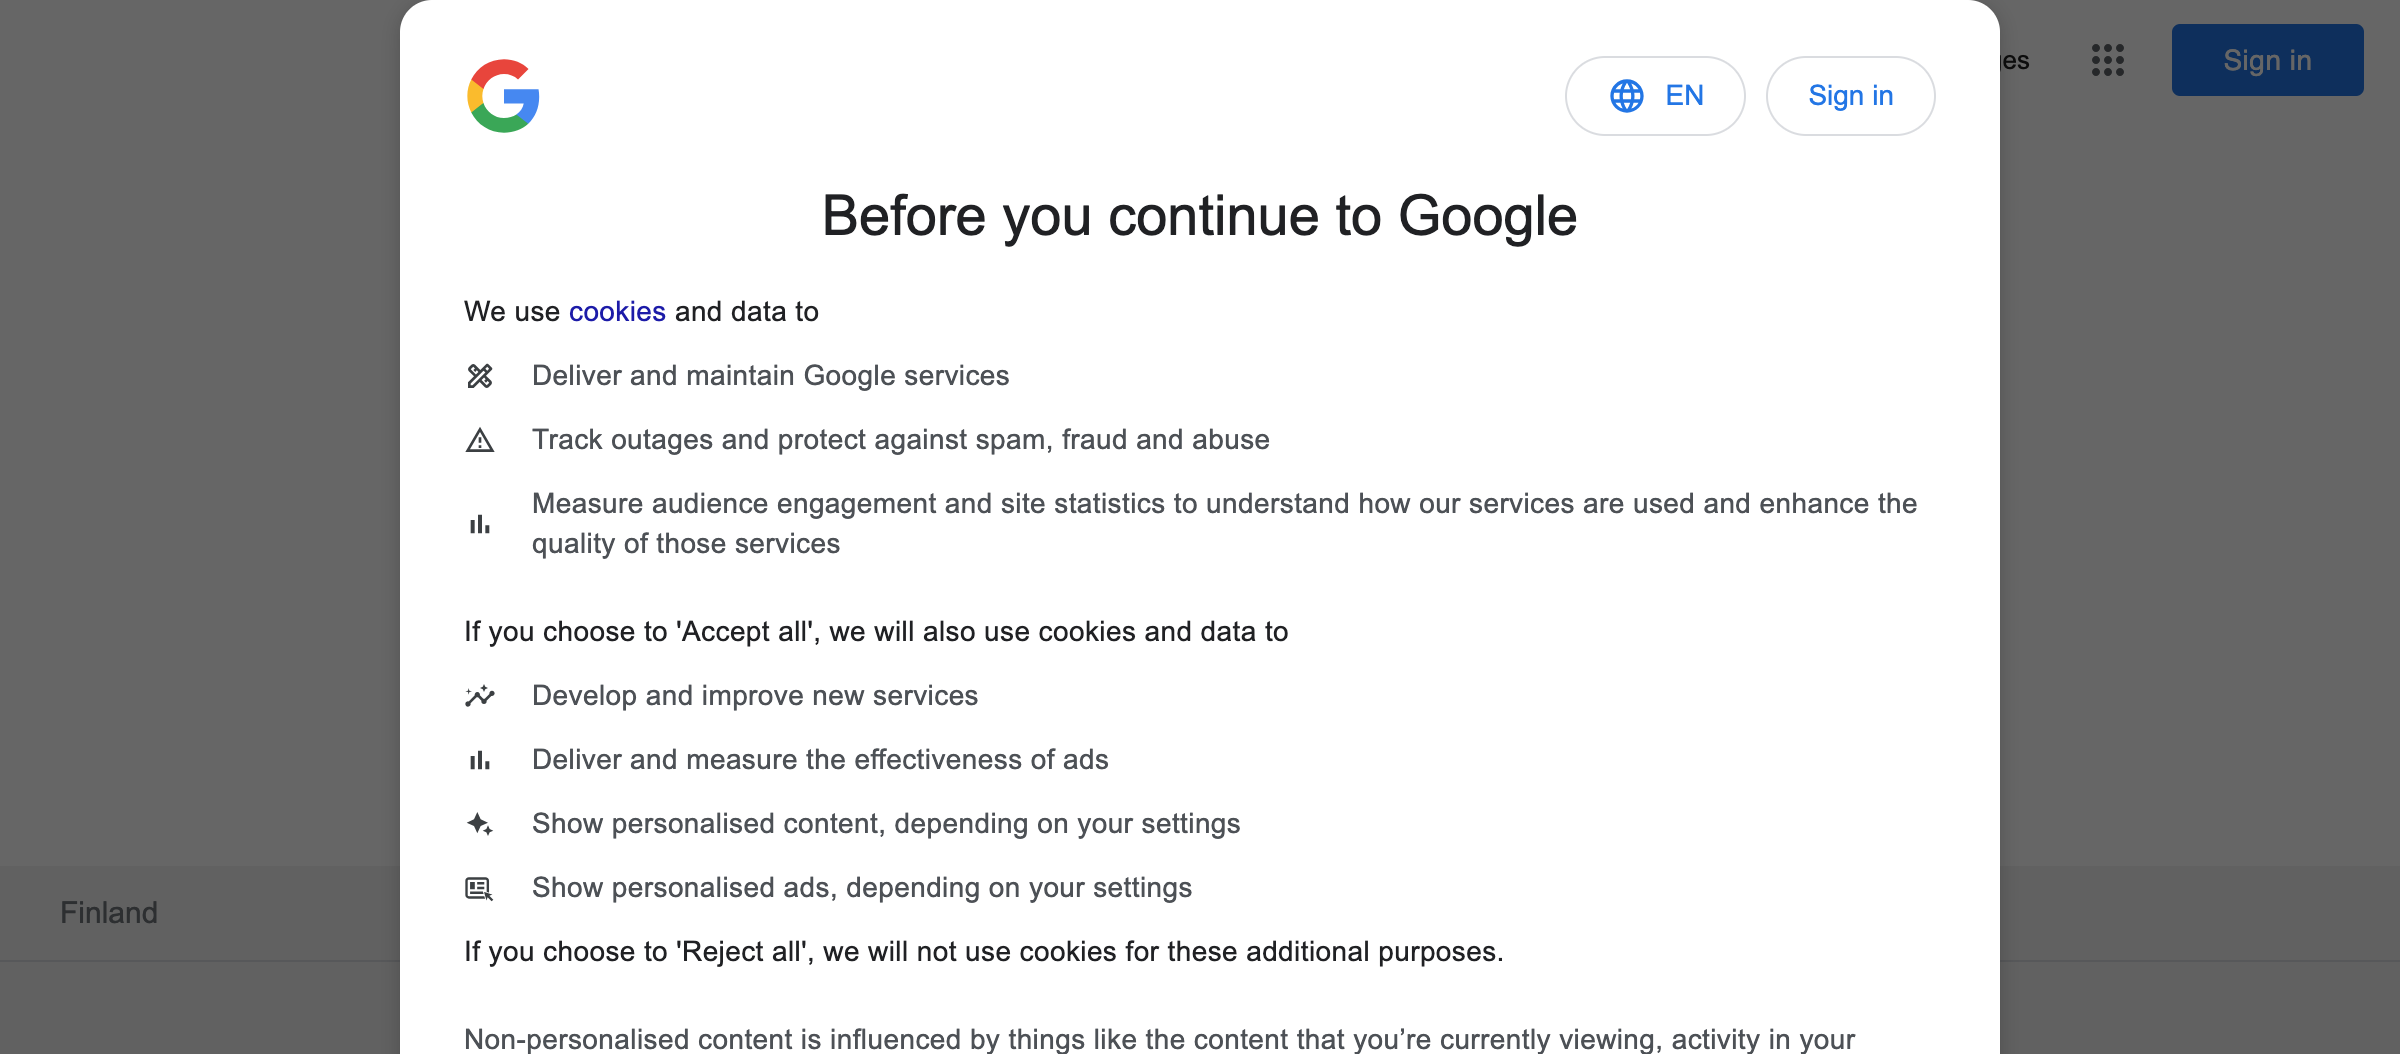 EN
Sign in
Sign in
Before you continue to Google
We use cookies and data to
Deliver and maintain Google services
Track outages and protect against spam, fraud and abuse
Measure audience engagement and site statistics to understand how our services are used and enhance the
quality of those services
If you choose to 'Accept all', we will also use cookies and data to
Develop and improve new services
Deliver and measure the effectiveness of ads
Show personalised content, depending on your settings
Show personalised ads, depending on your settings
Finland
If you choose to 'Reject all', we will not use cookies for these additional purposes.
Non-personalised content is influenced by things like the content that you’re currently viewing, activity in your